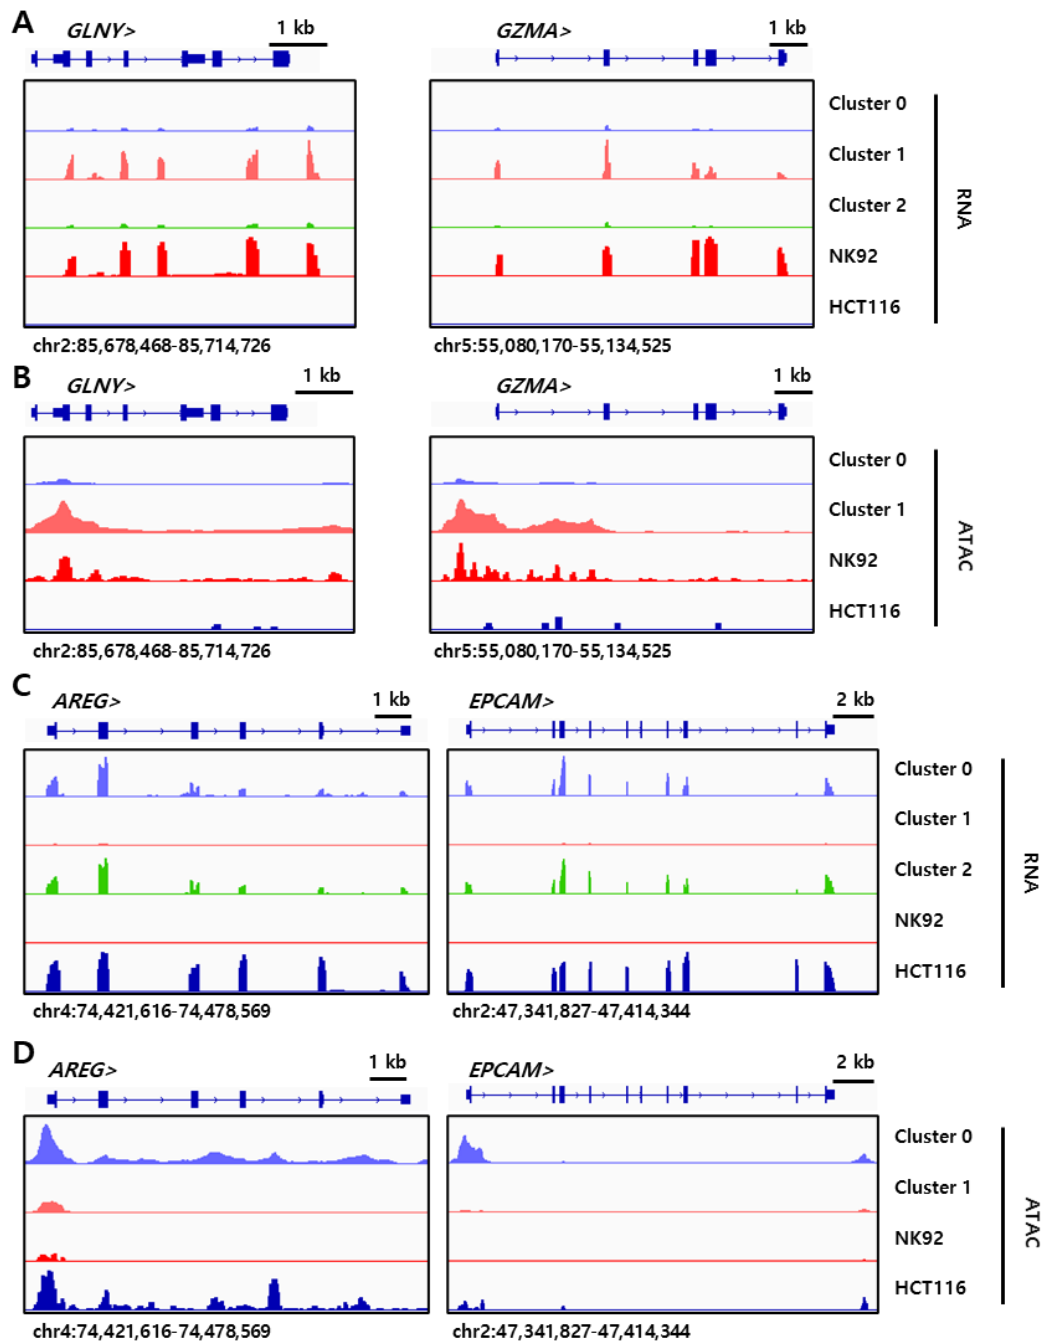 A
GLNY>
1 kb
GZMA>
1 kb
Cluster 0
Cluster 1
Cluster 2
NK92
HCT116
RNA
chr2:85,678,468-85,714,726
chr5:55,080,170-55,134,525
B
GLNY>
1 kb
GZMA>
1 kb
Cluster 0
Cluster 1
NK92
HCT116
ATAC
chr2:85,678,468-85,714,726
chr5:55,080,170-55,134,525
C
AREG>
1 kb
EPCAM>
2 kb
Cluster 0
Cluster 1
Cluster 2
NK92
HCT116
RNA
chr4:74,421,616-74,478,569
chr2:47,341,827-47,414,344
D
AREG>
1 kb
EPCAM>
2 kb
Cluster 0
Cluster 1
NK92
HCT116
ATAC
chr4:74,421,616-74,478,569
chr2:47,341,827-47,414,344